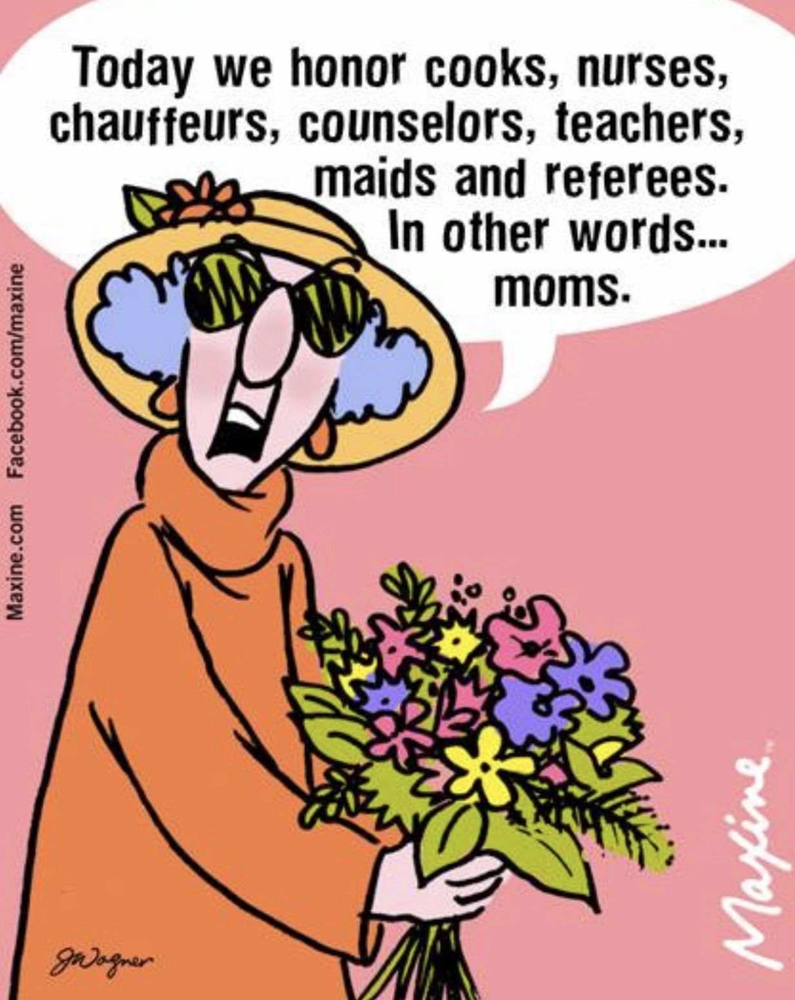 Today we honor cooks, nurses,
chauffeurs, counselors, teachers,
maids and referees.
In other words...
moms.
Maxine.com Facebook.com/maxine
Maxine™
JWagner